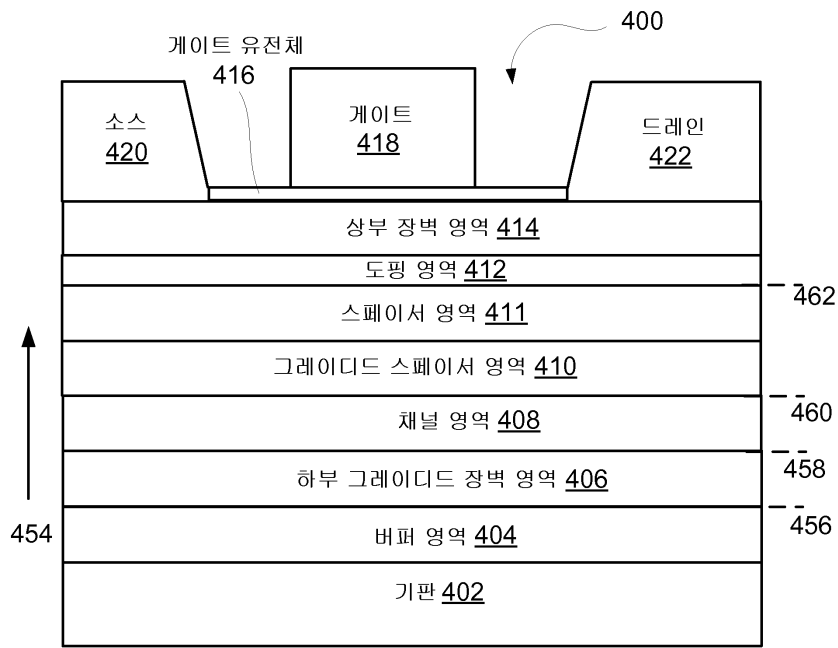 400
게이트 유전체
416
게이트
418
소스
420
드레인
422
상부 장벽 영역 414
도핑 영역 412
462
스페이서 영역 411
그레이디드 스페이서 영역 410
460
채널 영역 408
458
하부 그레이디드 장벽 영역 406
456
454
버퍼 영역 404
기판 402